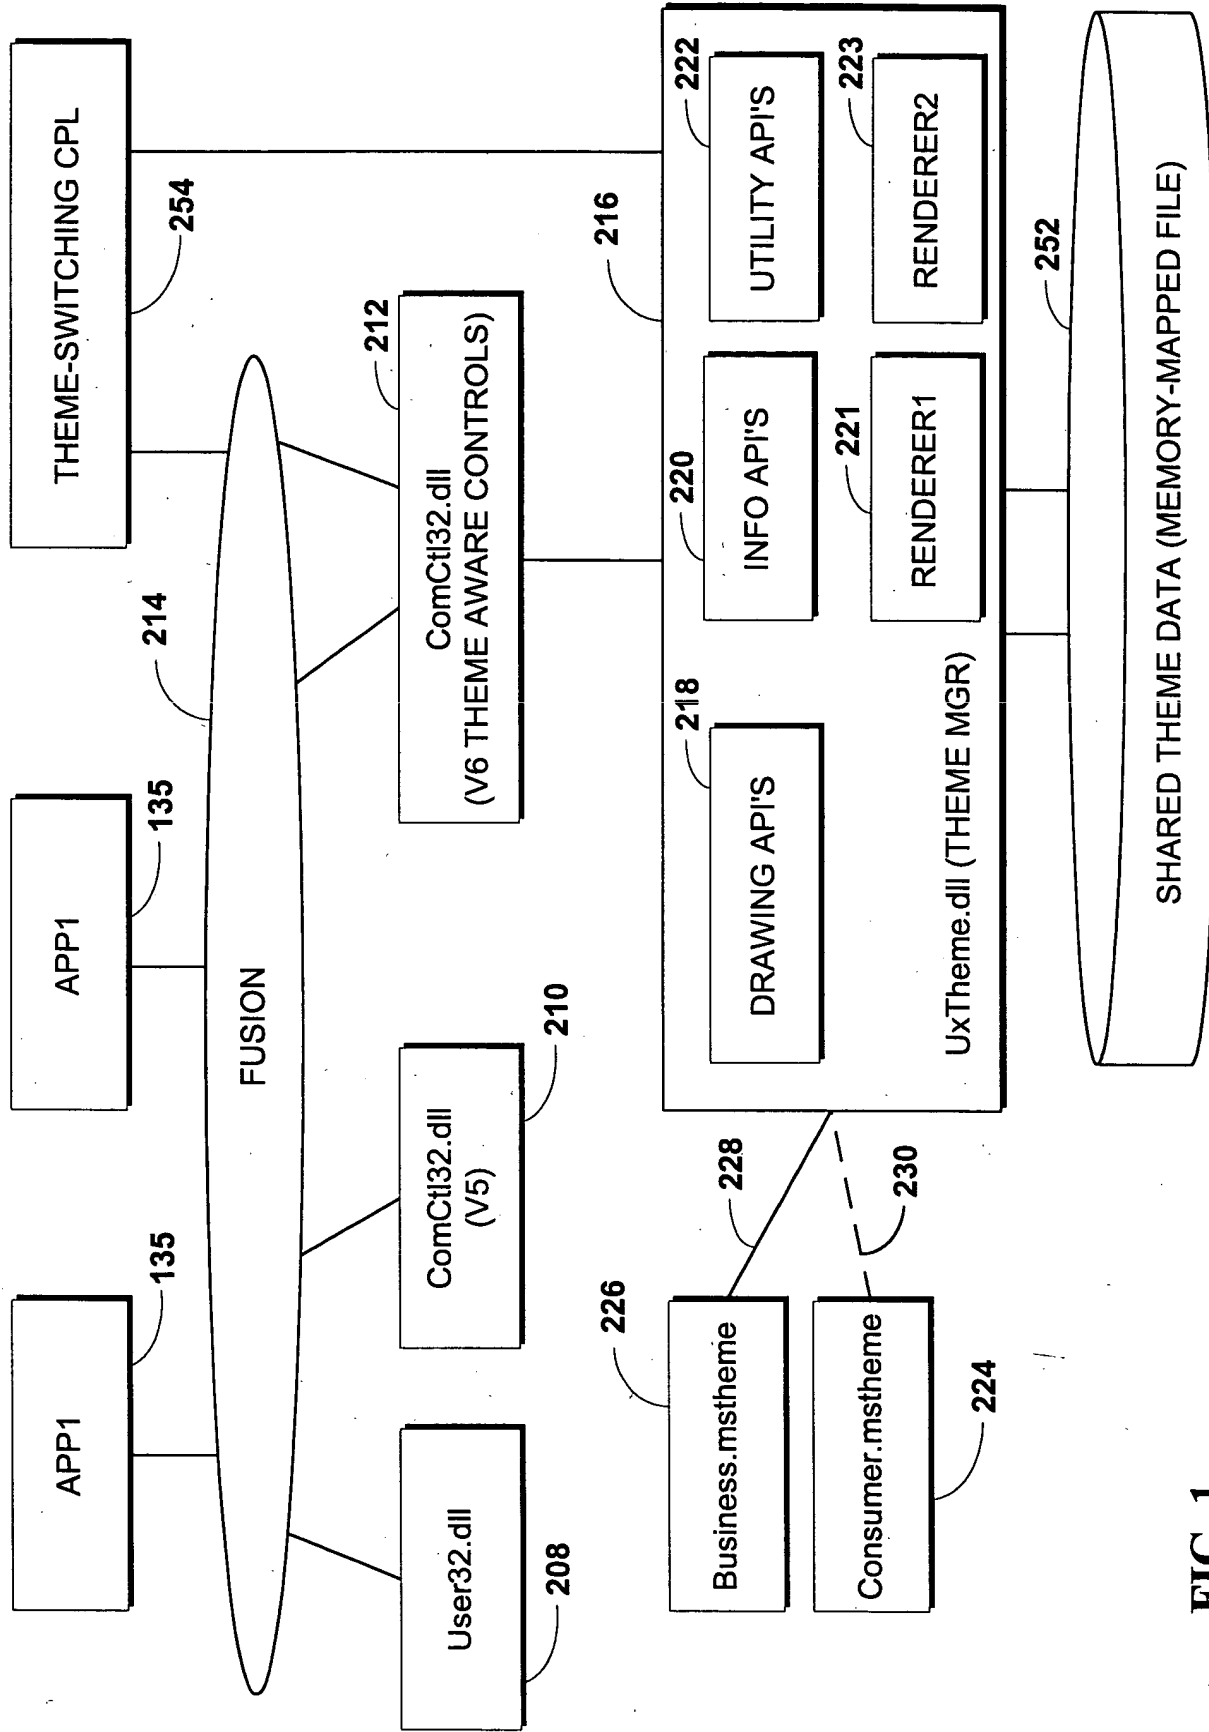 APP1
135
APP1
135
THEME-SWITCHING CPL
254
214
FUSION
User32.dll
208
ComCtl32.dll
(V5)
210
ComCtl32.dll
(V6 THEME AWARE CONTROLS)
212
216
226
Business.mstheme
228
Consumer.mstheme
224
230
218
DRAWING API'S
220
INFO API'S
222
UTILITY API'S
221
RENDERER1
223
RENDERER2
UxTheme.dll (THEME MGR)
252
SHARED THEME DATA (MEMORY-MAPPED FILE)
FIG. 1